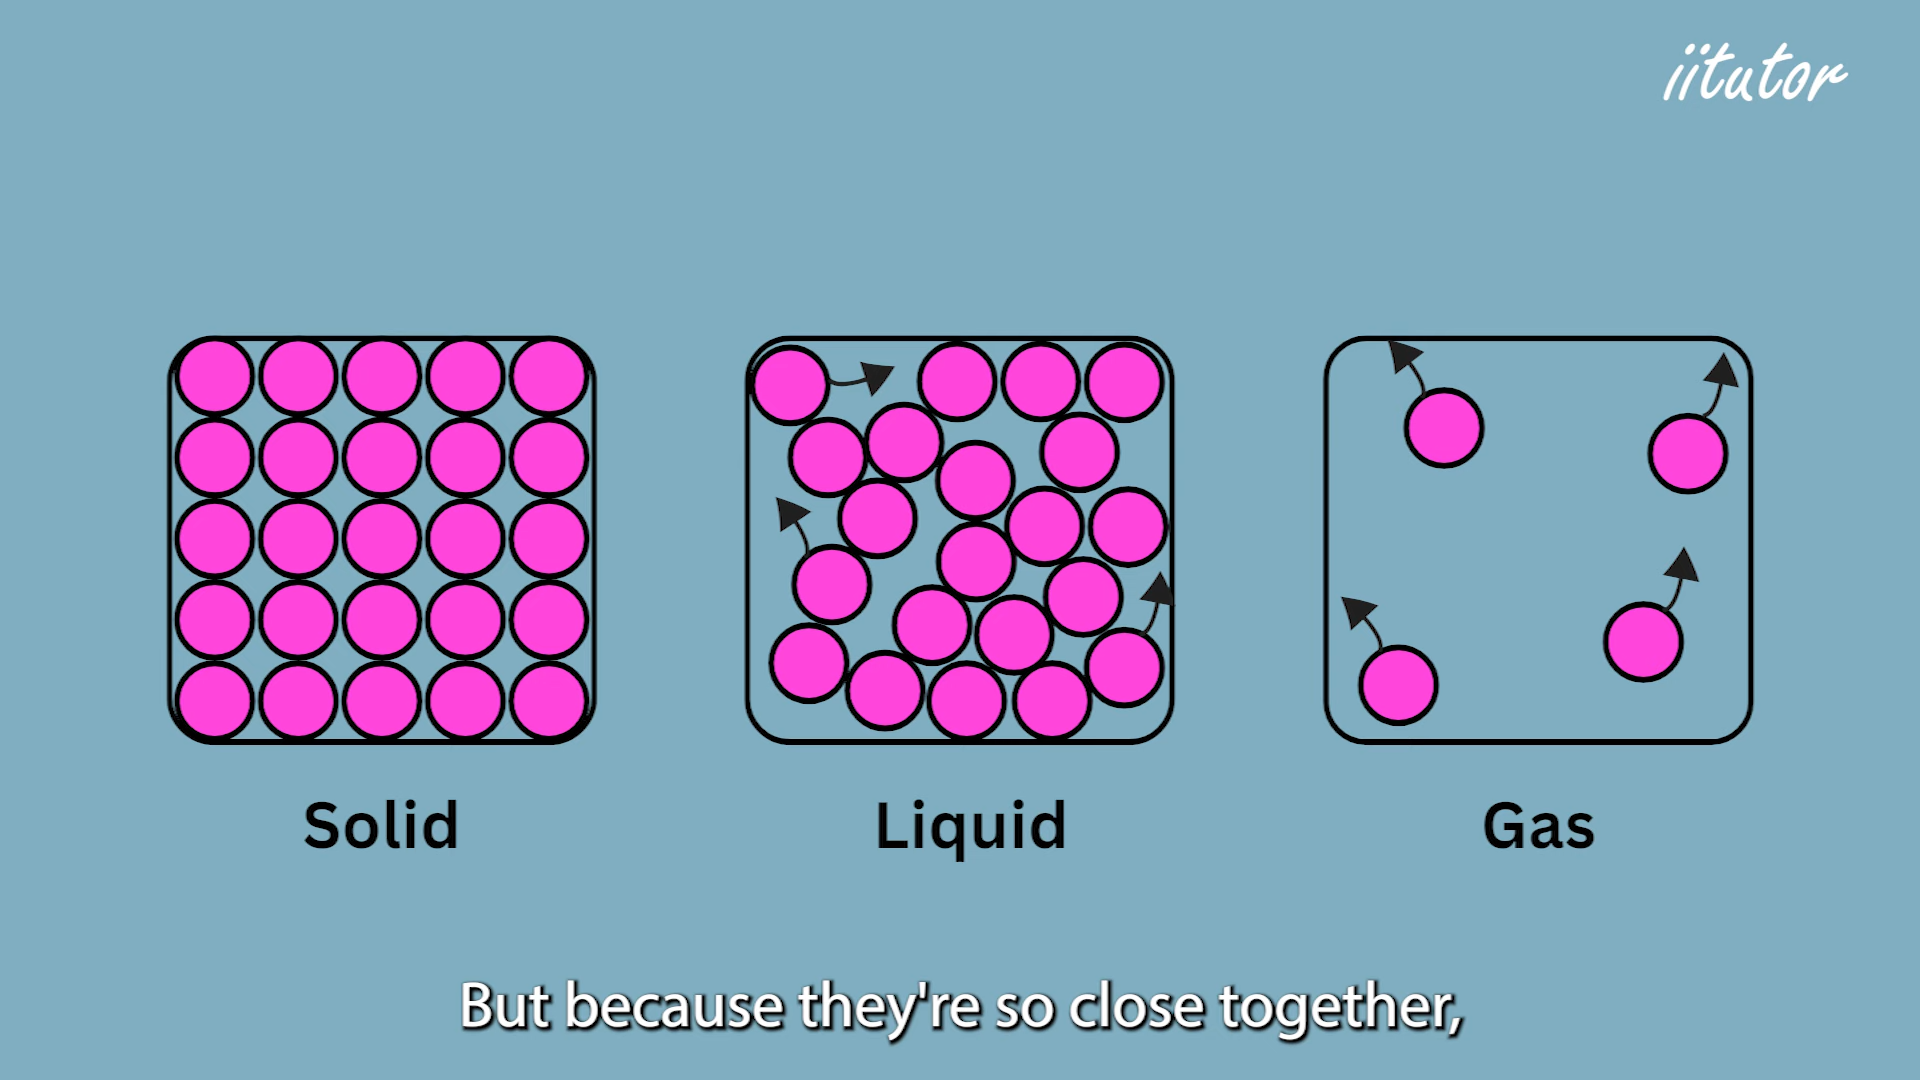 iitutor
Solid
Liquid
Gas
But because they're so close together,